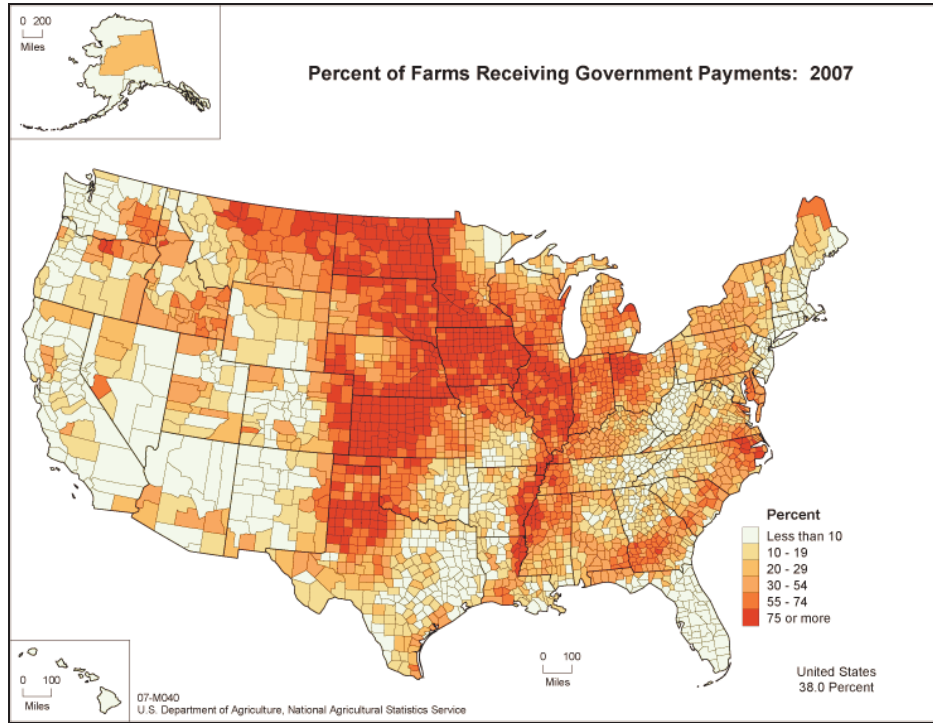 0 200
Miles
Percent of Farms Receiving Government Payments: 2007
Percent
Less than 10
10 - 19
20 - 29
30 - 54
55 - 74
75 or more
0 100
Miles
0 100
Miles
United States
38.0 Percent
07-M040
U.S. Department of Agriculture, National Agricultural Statistics Service